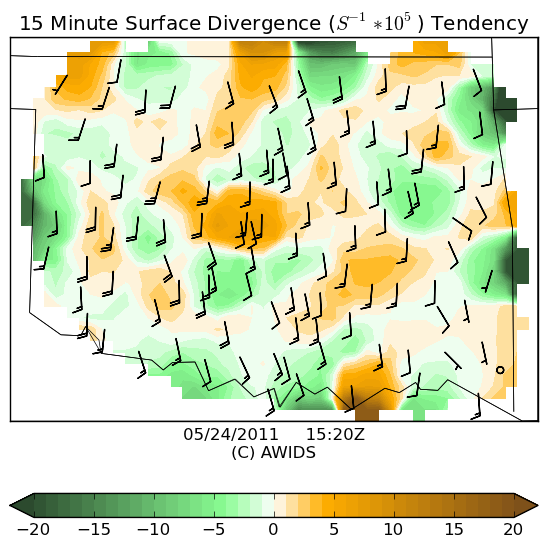 15 Minute Surface Divergence (S⁻¹ *10⁵ ) Tendency
05/24/2011 15:20Z
(C) AWIDS
−20 −15 −10 −5 0 5 10 15 20